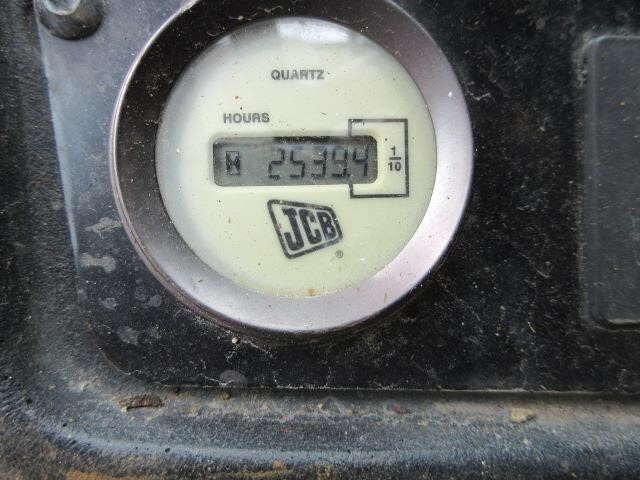 QUARTZ
HOURS
2539.4
1/10
JCB
®